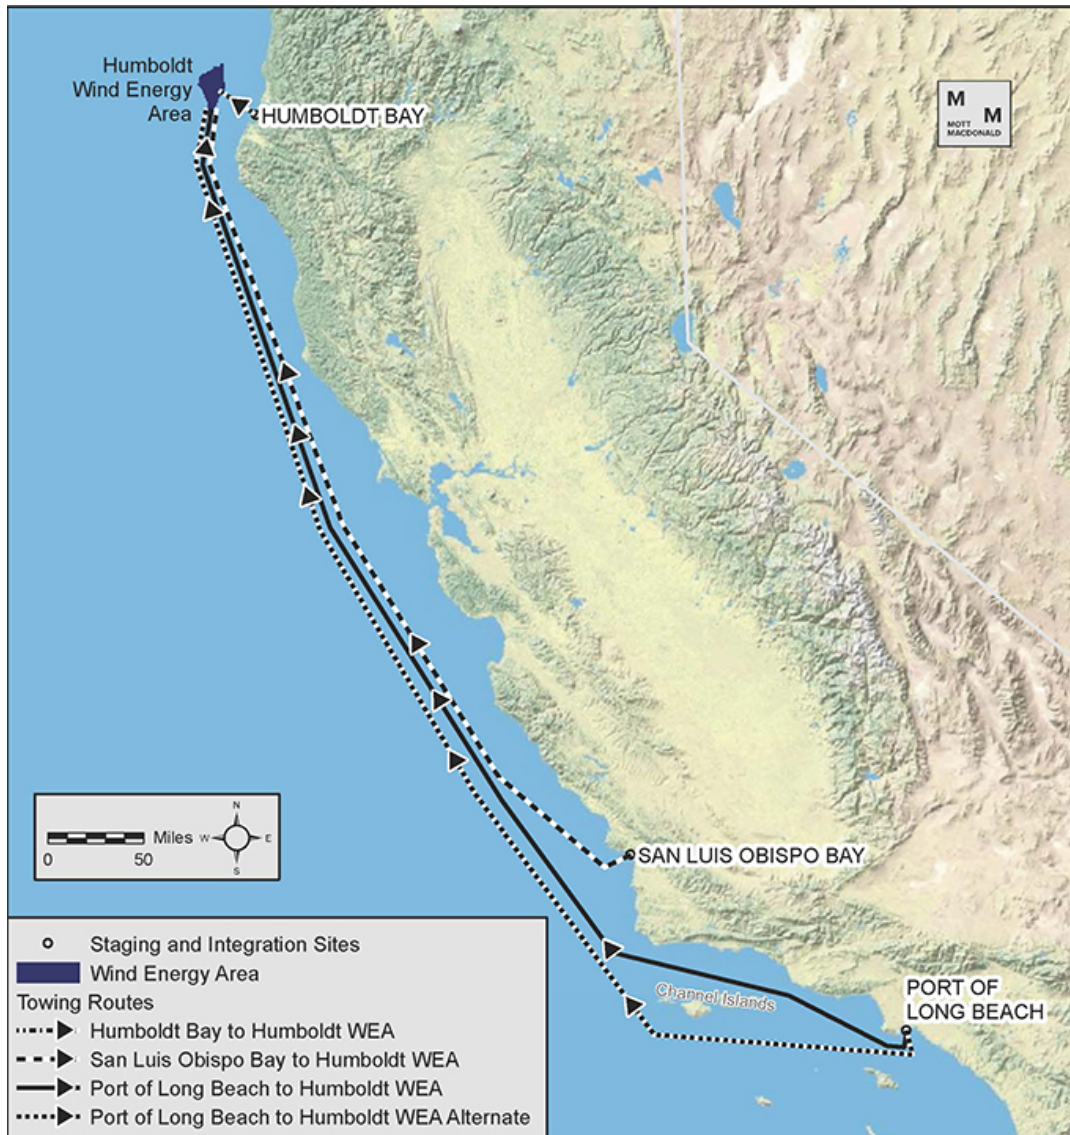 Humboldt
Wind Energy
Area
HUMBOLDT BAY
M
M
MOTT
MACDONALD
SAN LUIS OBISPO BAY
Channel Islands
PORT OF
LONG BEACH
N
W E
S
Miles
0 50
Staging and Integration Sites
Wind Energy Area
Towing Routes
Humboldt Bay to Humboldt WEA
San Luis Obispo Bay to Humboldt WEA
Port of Long Beach to Humboldt WEA
Port of Long Beach to Humboldt WEA Alternate